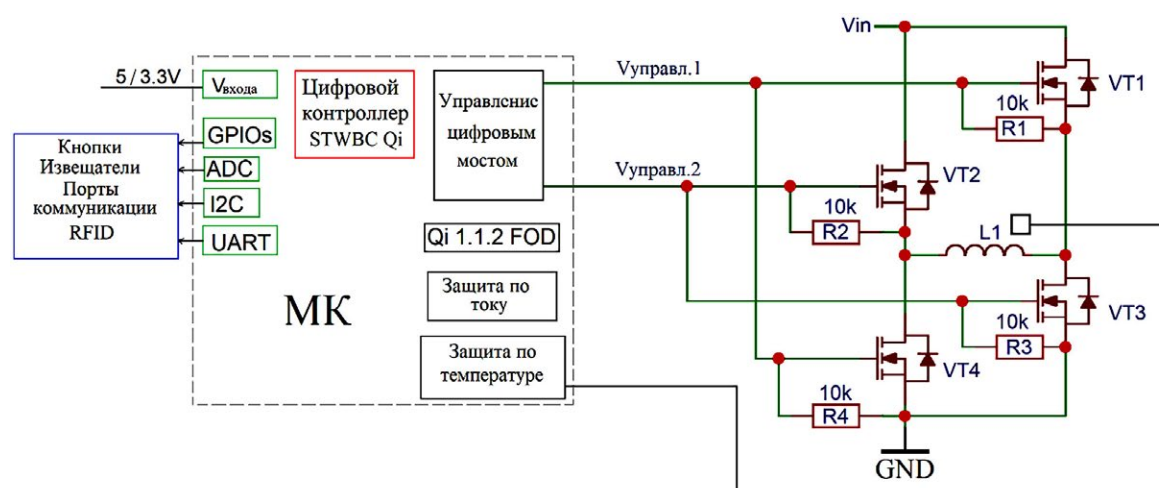 5 / 3.3V
Vвхода
GPIOs
ADC
I2C
UART
Кнопки
Извещатели
Порты
коммуникации
RFID
Цифровой
контроллер
STWBC Qi
Управлснис
цифровым
мостом
Qi 1.1.2 FOD
Защита по
току
Защита по
температуре
МК
Vуправл.1
Vуправл.2
Vin
VT1
10k
R1
VT2
10k
R2
L1
VT3
10k
R3
VT4
10k
R4
GND